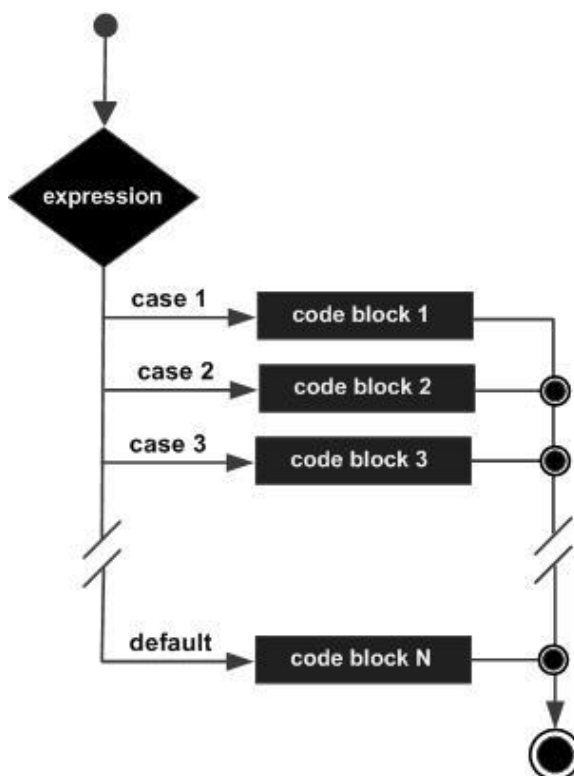 expression
case 1
code block 1
case 2
code block 2
case 3
code block 3
default
code block N